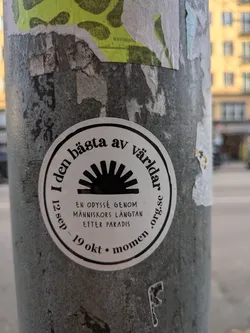 I den bästa av världar
EN ODYSSÉ GENOM
MÄNNISKORS LÄNGTAN
EFTER PARADIS
12 sep - 19 okt • momen .org.se